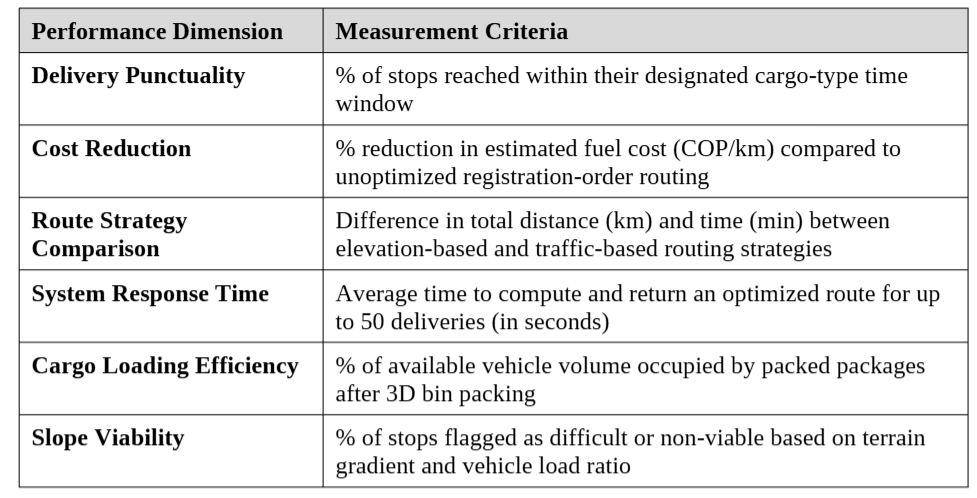 Performance Dimension
Measurement Criteria
Delivery Punctuality
% of stops reached within their designated cargo-type time
window
Cost Reduction
% reduction in estimated fuel cost (COP/km) compared to
unoptimized registration-order routing
Route Strategy
Comparison
Difference in total distance (km) and time (min) between
elevation-based and traffic-based routing strategies
System Response Time
Average time to compute and return an optimized route for up
to 50 deliveries (in seconds)
Cargo Loading Efficiency
% of available vehicle volume occupied by packed packages
after 3D bin packing
Slope Viability
% of stops flagged as difficult or non-viable based on terrain
gradient and vehicle load ratio